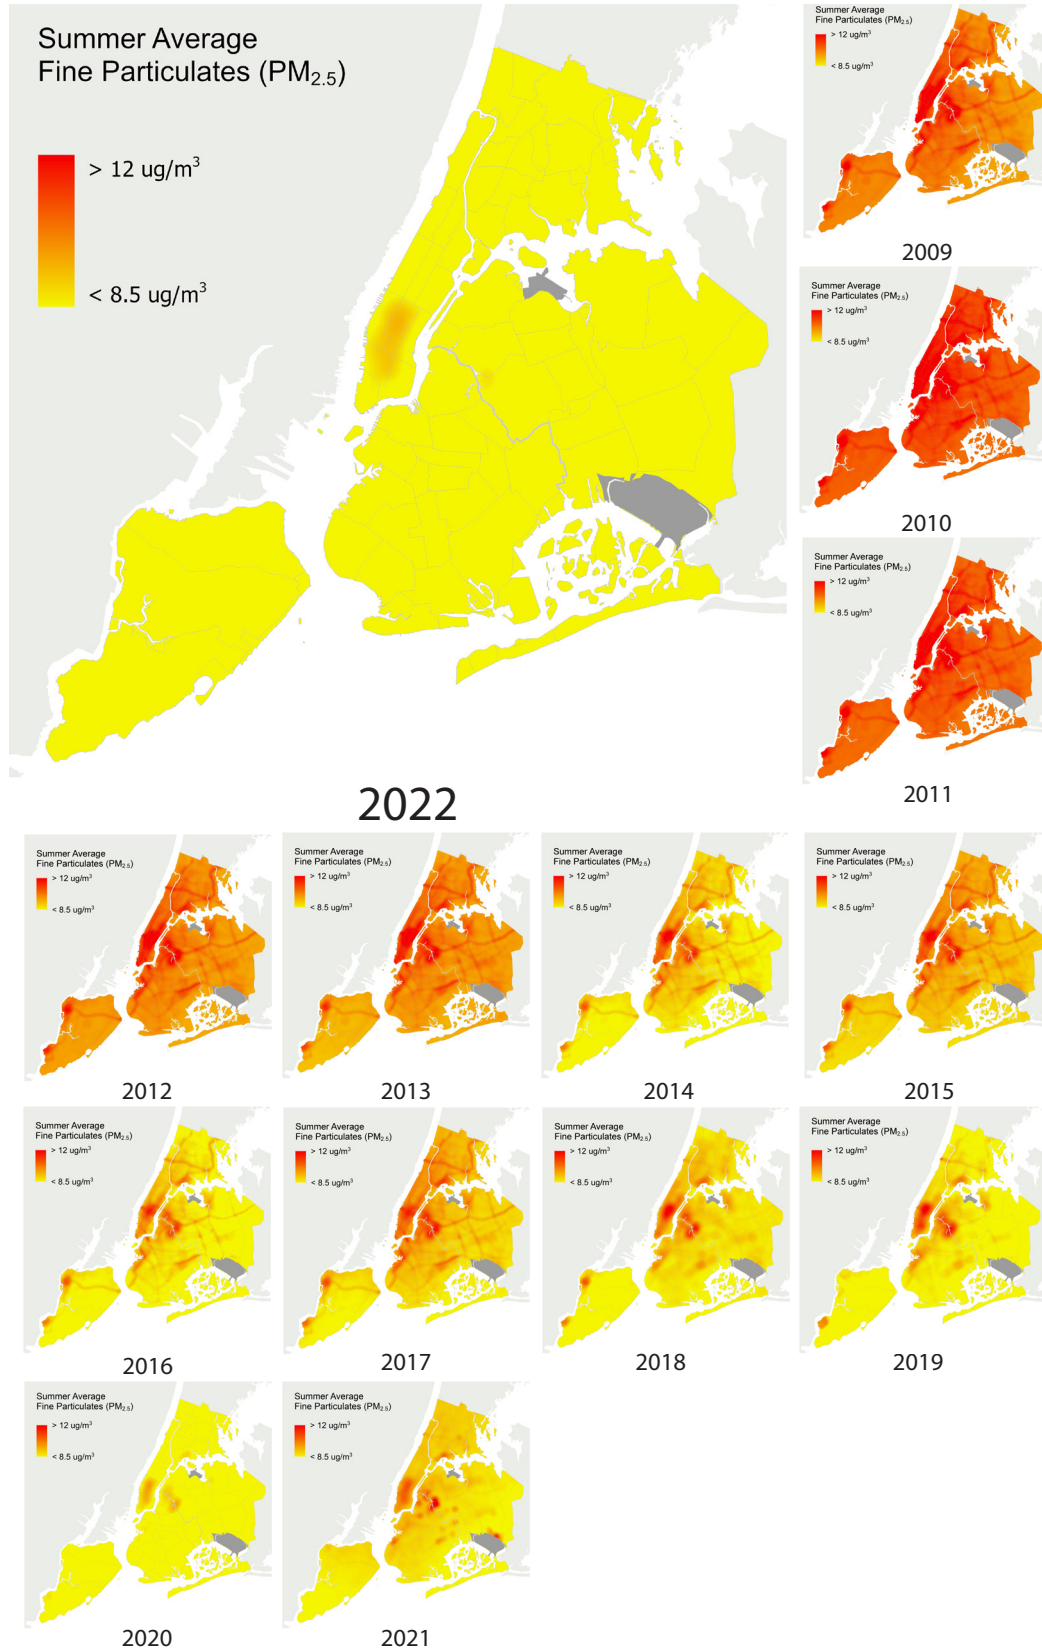 Summer Average
Fine Particulates (PM2.5)
> 12 ug/m³
< 8.5 ug/m³
2022
Summer Average
Fine Particulates (PM2.5)
> 12 ug/m³
< 8.5 ug/m³
2009
Summer Average
Fine Particulates (PM2.5)
> 12 ug/m³
< 8.5 ug/m³
2010
Summer Average
Fine Particulates (PM2.5)
> 12 ug/m³
< 8.5 ug/m³
2011
Summer Average
Fine Particulates (PM2.5)
> 12 ug/m³
< 8.5 ug/m³
2012
Summer Average
Fine Particulates (PM2.5)
> 12 ug/m³
< 8.5 ug/m³
2013
Summer Average
Fine Particulates (PM2.5)
> 12 ug/m³
< 8.5 ug/m³
2014
Summer Average
Fine Particulates (PM2.5)
> 12 ug/m³
< 8.5 ug/m³
2015
Summer Average
Fine Particulates (PM2.5)
> 12 ug/m³
< 8.5 ug/m³
2016
Summer Average
Fine Particulates (PM2.5)
> 12 ug/m³
< 8.5 ug/m³
2017
Summer Average
Fine Particulates (PM2.5)
> 12 ug/m³
< 8.5 ug/m³
2018
Summer Average
Fine Particulates (PM2.5)
> 12 ug/m³
< 8.5 ug/m³
2019
Summer Average
Fine Particulates (PM2.5)
> 12 ug/m³
< 8.5 ug/m³
2020
Summer Average
Fine Particulates (PM2.5)
> 12 ug/m³
< 8.5 ug/m³
2021